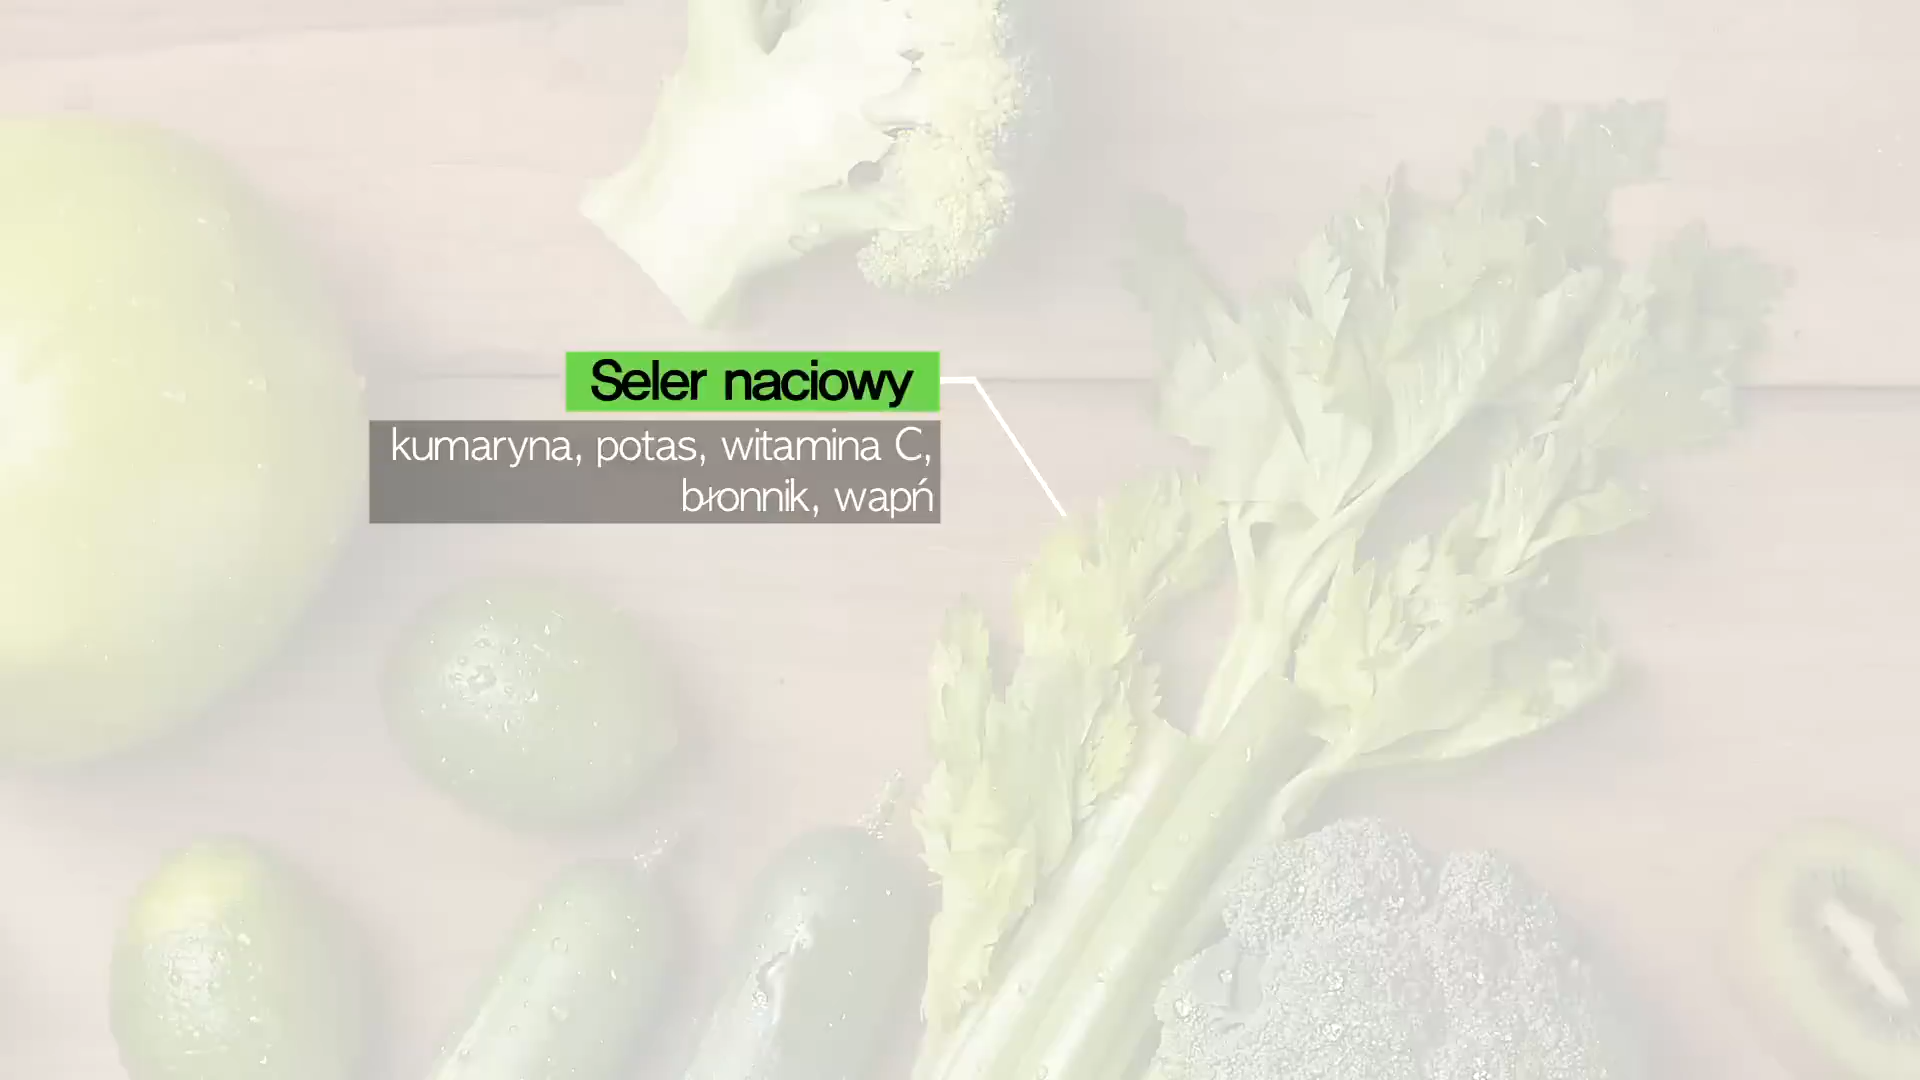 Seler naciowy
kumaryna, potas, witamina C,
błonnik, wapń